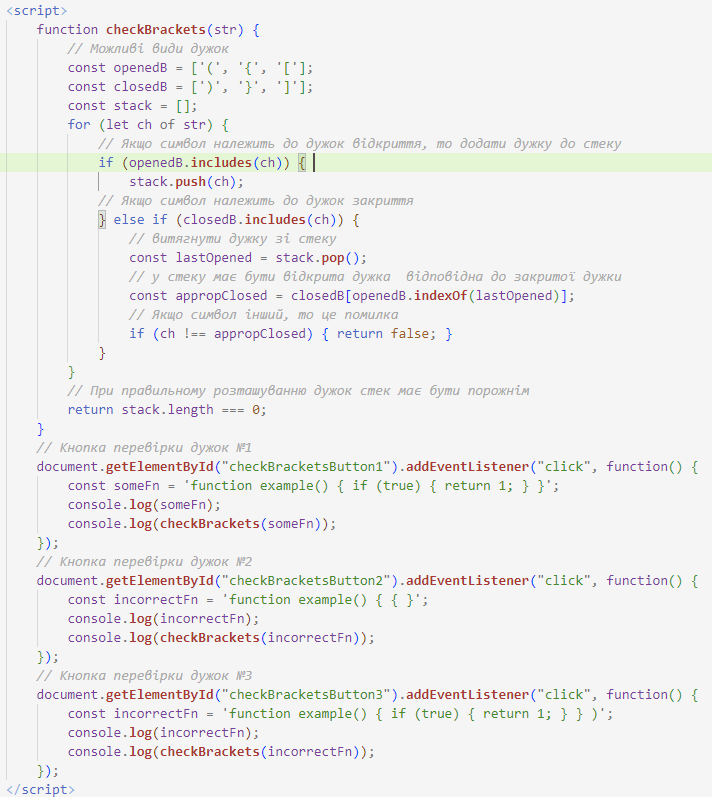 <script>
function checkBrackets(str) {
// Можливі види дужок
const openedB = ['(', '{', '['];
const closedB = [')', '}', ']'];
const stack = [];
for (let ch of str) {
// Якщо символ належить до дужок відкриття, то додати дужку до стеку
if (openedB.includes(ch)) {
stack.push(ch);
// Якщо символ належить до дужок закриття
} else if (closedB.includes(ch)) {
// витягнути дужку зі стеку
const lastOpened = stack.pop();
// у стеку має бути відкрита дужка  відповідна до закритої дужки
const appropClosed = closedB[openedB.indexOf(lastOpened)];
// Якщо символ інший, то це помилка
if (ch !== appropClosed) { return false; }
}
}
// При правильному розташуванню дужок стек має бути порожнім
return stack.length === 0;
}
// Кнопка перевірки дужок №1
document.getElementById("checkBracketsButton1").addEventListener("click", function() {
const someFn = 'function example() { if (true) { return 1; } }';
console.log(someFn);
console.log(checkBrackets(someFn));
});
// Кнопка перевірки дужок №2
document.getElementById("checkBracketsButton2").addEventListener("click", function() {
const incorrectFn = 'function example() { { }';
console.log(incorrectFn);
console.log(checkBrackets(incorrectFn));
});
// Кнопка перевірки дужок №3
document.getElementById("checkBracketsButton3").addEventListener("click", function() {
const incorrectFn = 'function example() { if (true) { return 1; } } )';
console.log(incorrectFn);
console.log(checkBrackets(incorrectFn));
});
</script>